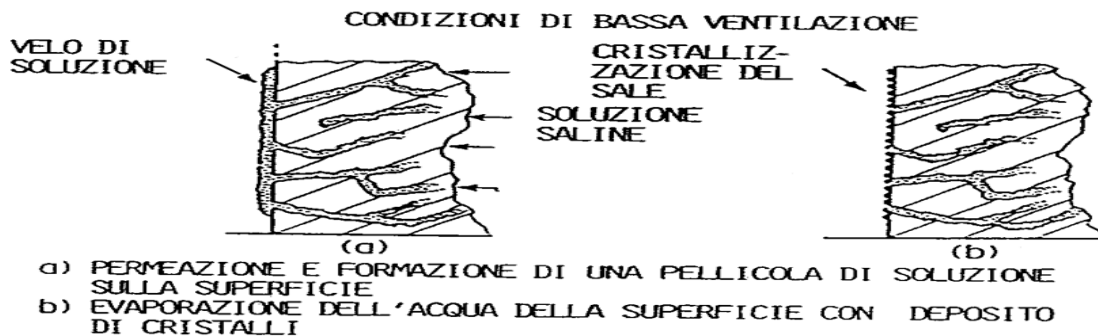 CONDIZIONI DI BASSA VENTILAZIONE
VELO DI
SOLUZIONE
CRISTALLIZ-
ZAZIONE DEL
SALE
SOLUZIONE
SALINE
(a)
(b)
a) PERMEAZIONE E FORMAZIONE DI UNA PELLICOLA DI SOLUZIONE
SULLA SUPERFICIE
b) EVAPORAZIONE DELL'ACQUA DELLA SUPERFICIE CON DEPOSITO
DI CRISTALLI